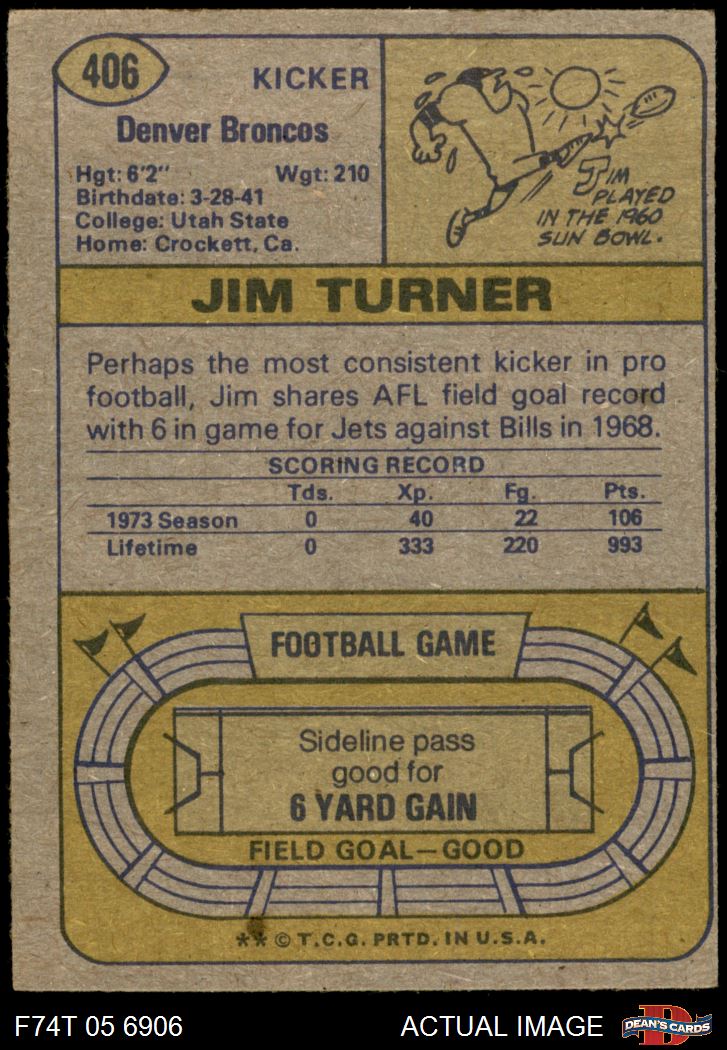 406
KICKER
Denver Broncos
Hgt: 6'2" Wgt: 210
Birthdate: 3-28-41
College: Utah State
Home: Crockett, Ca.
JIM
PLAYED
IN THE 1960
SUN BOWL.
JIM TURNER
Perhaps the most consistent kicker in pro
football, Jim shares AFL field goal record
with 6 in game for Jets against Bills in 1968.
SCORING RECORD
Tds. Xp. Fg. Pts.
1973 Season 0 40 22 106
Lifetime 0 333 220 993
FOOTBALL GAME
Sideline pass
good for
6 YARD GAIN
FIELD GOAL—GOOD
** © T.C.G. PRTD. IN U.S.A.
F74T 05 6906 ACTUAL IMAGE
D
DEAN'S CARDS